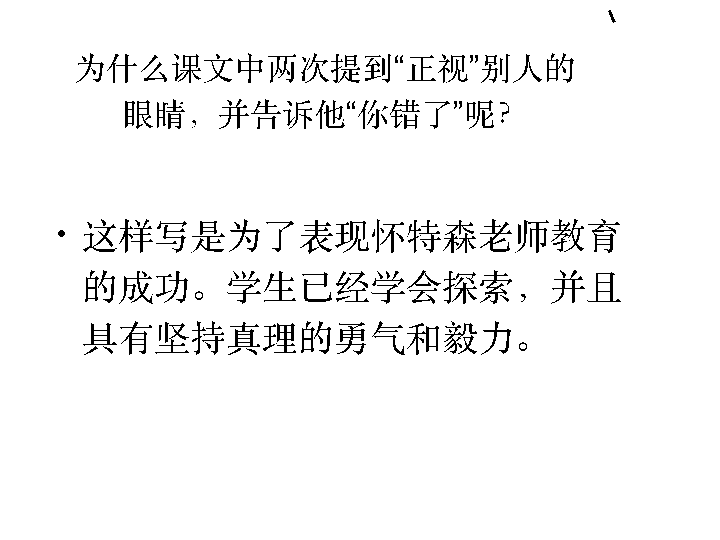 为什么课文中两次提到“正视”别人的
眼睛，并告诉他“你错了”呢？
• 这样写是为了表现怀特森老师教育
的成功。学生已经学会探索，并且
具有坚持真理的勇气和毅力。